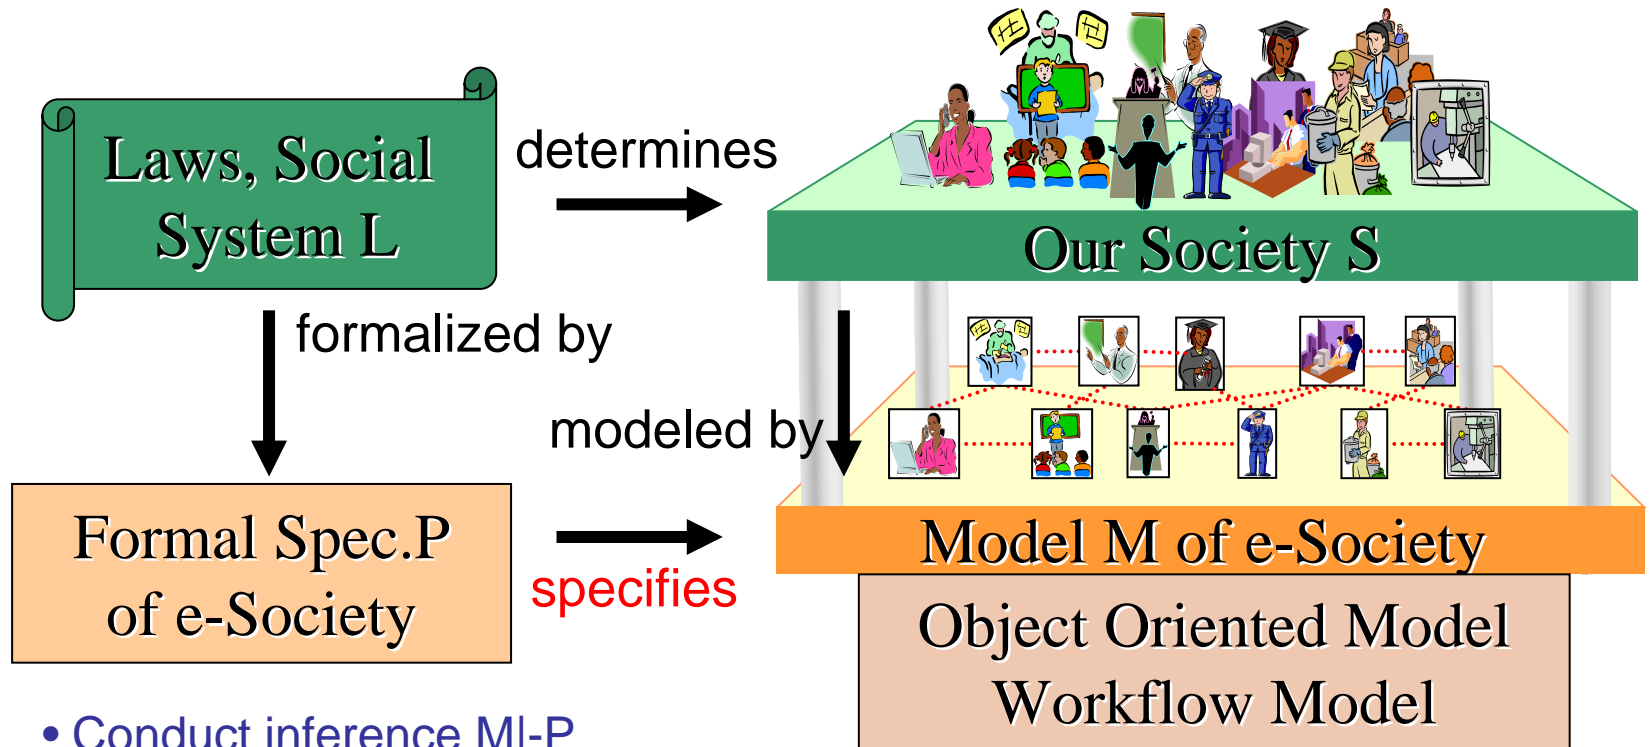 Laws, Social
System L
determines
Our Society S
formalized by
modeled by
Formal Spec.P
of e-Society
specifies
Model M of e-Society
Object Oriented Model
Workflow Model
• Conduct inference M|-P